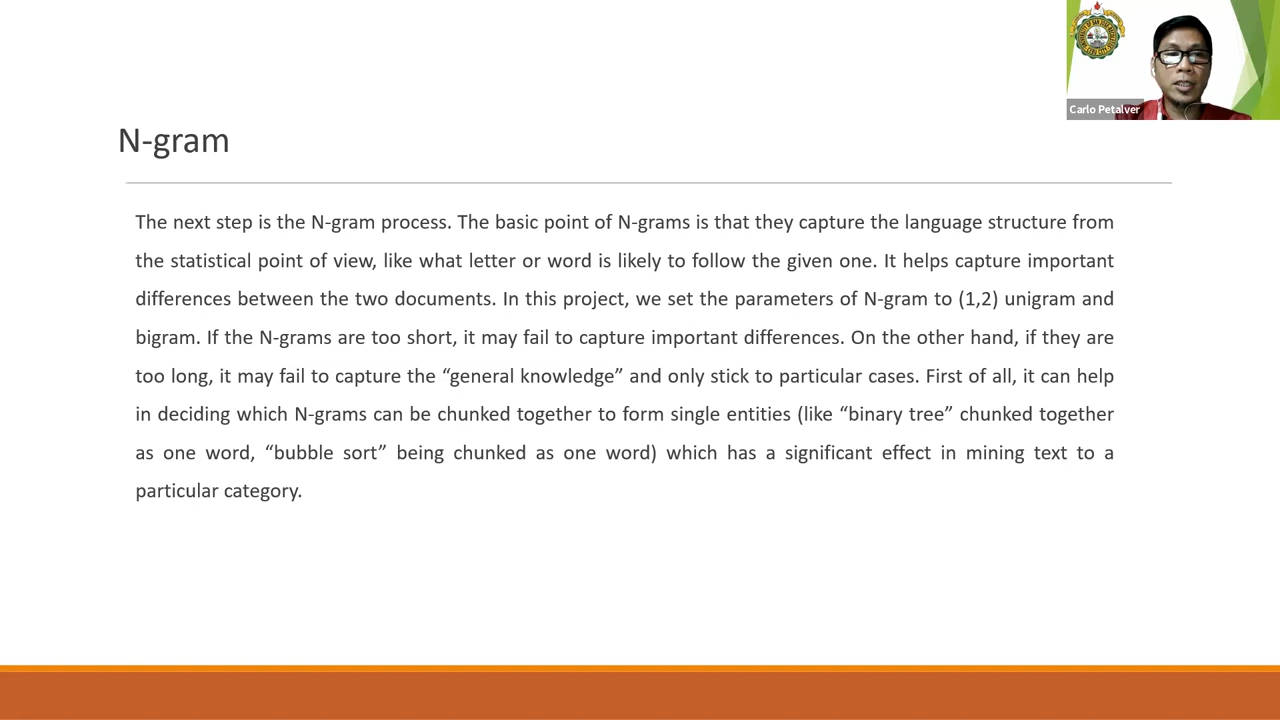 Carlo Petalver
N-gram
The next step is the N-gram process. The basic point of N-grams is that they capture the language structure from
the statistical point of view, like what letter or word is likely to follow the given one. It helps capture important
differences between the two documents. In this project, we set the parameters of N-gram to (1,2) unigram and
bigram. If the N-grams are too short, it may fail to capture important differences. On the other hand, if they are
too long, it may fail to capture the “general knowledge” and only stick to particular cases. First of all, it can help
in deciding which N-grams can be chunked together to form single entities (like “binary tree” chunked together
as one word, “bubble sort” being chunked as one word) which has a significant effect in mining text to a
particular category.